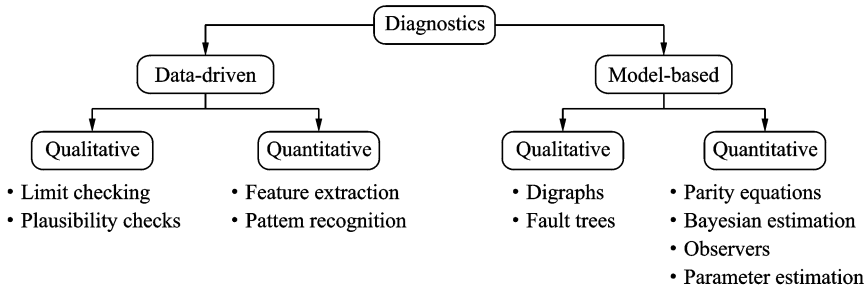 Diagnostics
Data-driven
Model-based
Qualitative
Quantitative
Qualitative
Quantitative
• Limit checking
• Plausibility checks
• Feature extraction
• Pattem recognition
• Digraphs
• Fault trees
• Parity equations
• Bayesian estimation
• Observers
• Parameter estimation